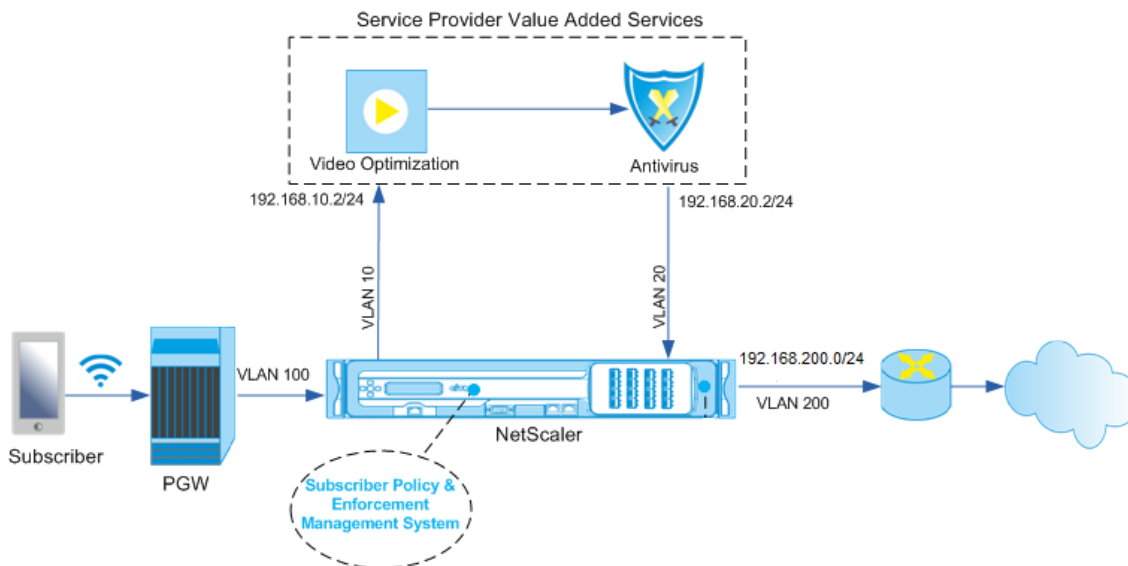 Service Provider Value Added Services
Video Optimization
Antivirus
192.168.10.2/24
192.168.20.2/24
VLAN 10
VLAN 20
VLAN 100
192.168.200.0/24
VLAN 200
Subscriber
PGW
NetScaler
Subscriber Policy &
Enforcement
Management System